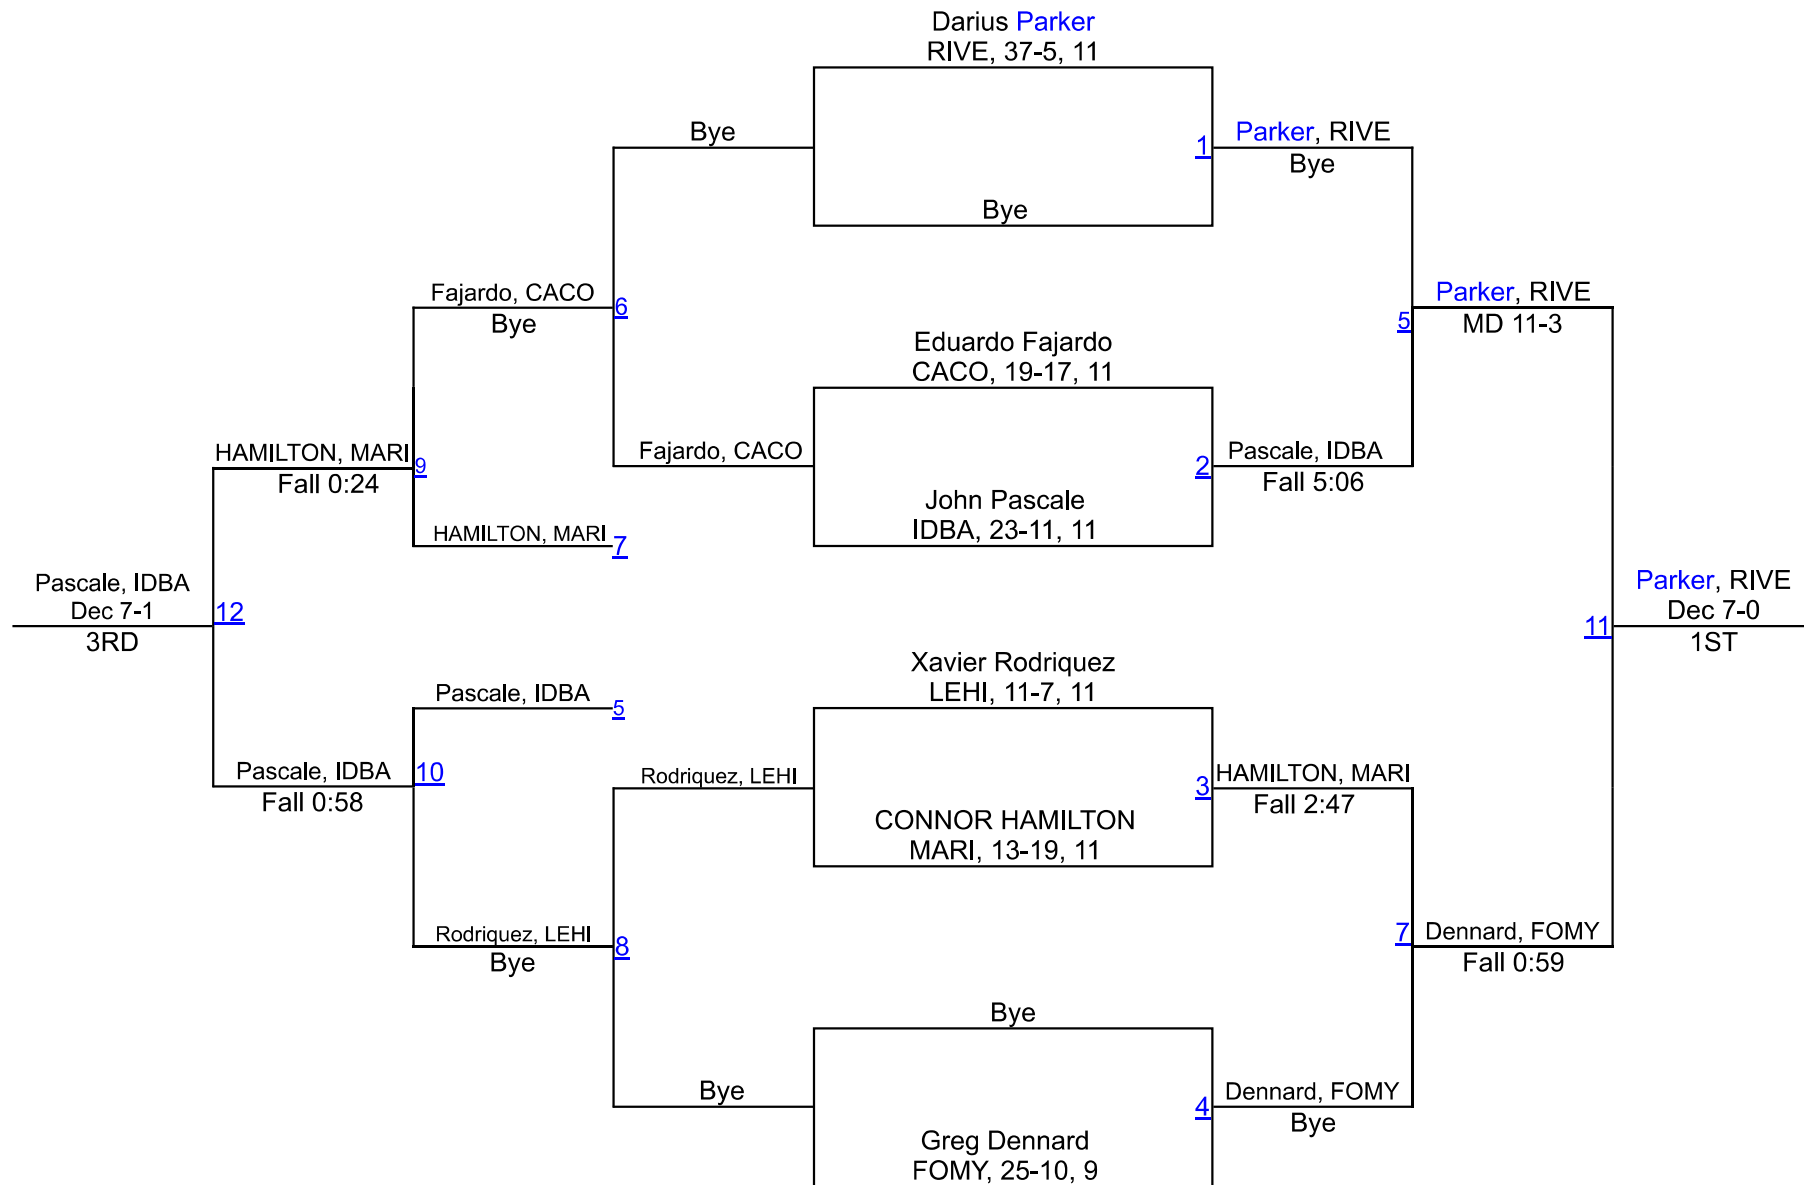 Darius Parker
RIVE, 37-5, 11
Bye
1
Parker, RIVE
Bye
Bye
Fajardo, CACO
Bye
6
Parker, RIVE
MD 11-3
5
Eduardo Fajardo
CACO, 19-17, 11
HAMILTON, MARI
Fall 0:24
9
Fajardo, CACO
2
Pascale, IDBA
Fall 5:06
John Pascale
IDBA, 23-11, 11
HAMILTON, MARI
7
Pascale, IDBA
Dec 7-1
3RD
12
Parker, RIVE
Dec 7-0
1ST
11
Xavier Rodriquez
LEHI, 11-7, 11
Pascale, IDBA
5
Pascale, IDBA
Fall 0:58
10
Rodriquez, LEHI
3
HAMILTON, MARI
Fall 2:47
CONNOR HAMILTON
MARI, 13-19, 11
Rodriquez, LEHI
Bye
8
7
Dennard, FOMY
Fall 0:59
Bye
Bye
4
Dennard, FOMY
Bye
Greg Dennard
FOMY, 25-10, 9